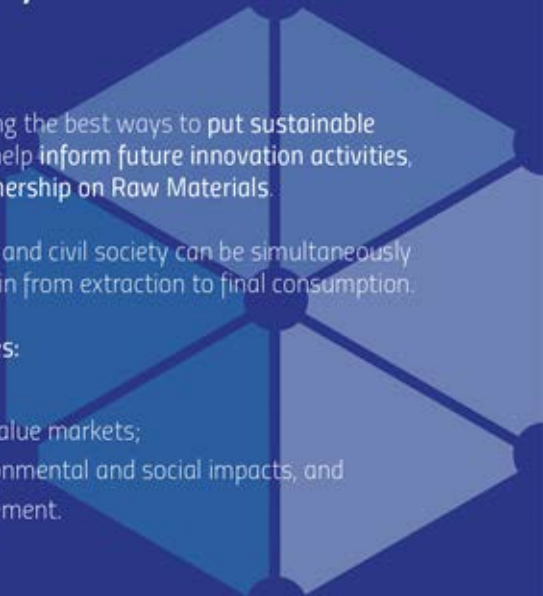 ng the best ways to put sustainable
help inform future innovation activities,
nership on Raw Materials.
and civil society can be simultaneously
in from extraction to final consumption.
s:
alue markets;
onmental and social impacts, and
ment.